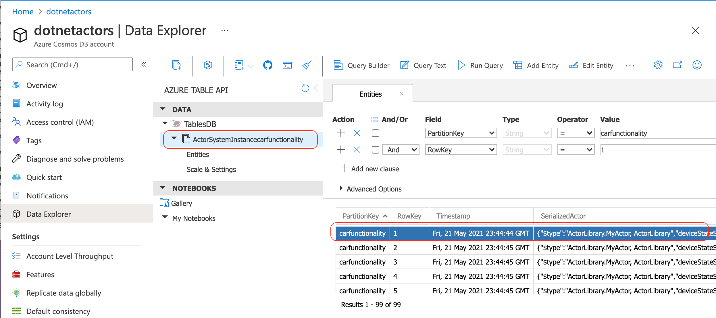 Home > dotnetactors
dotnetactors | Data Explorer ...
Azure Cosmos DB account
Search (Cmd+/)
«
Overview
Activity log
Access control (IAM)
Tags
Diagnose and solve problems
Quick start
Notifications
Data Explorer
Settings
Account Level Throughput
Features
Replicate data globally
Default consistency
AZURE TABLE API
DATA
TablesDB
ActorSystemInstancecarfunctionality
Entities
Scale & Settings
NOTEBOOKS
Gallery
My Notebooks
Query Builder Query Text Run Query Add Entity Edit Entity ...
Entities
Action And/Or Field Type Operator Value
PartitionKey String = carfunctionality
And RowKey String =
Add new clause
Advanced Options
PartitionKey RowKey Timestamp SerializedActor
carfunctionality 1 Fri, 21 May 2021 23:44:44 GMT {"$type":"ActorLibrary.MyActor, ActorLibrary","deviceStateS
carfunctionality 2 Fri, 21 May 2021 23:44:45 GMT {"$type":"ActorLibrary.MyActor, ActorLibrary","deviceStateS
carfunctionality 3 Fri, 21 May 2021 23:44:45 GMT {"$type":"ActorLibrary.MyActor, ActorLibrary","deviceStateS
carfunctionality 4 Fri, 21 May 2021 23:44:45 GMT {"$type":"ActorLibrary.MyActor, ActorLibrary","deviceStateS
carfunctionality 5 Fri, 21 May 2021 23:44:45 GMT {"$type":"ActorLibrary.MyActor, ActorLibrary","deviceStateS
Results 1 - 99 of 99